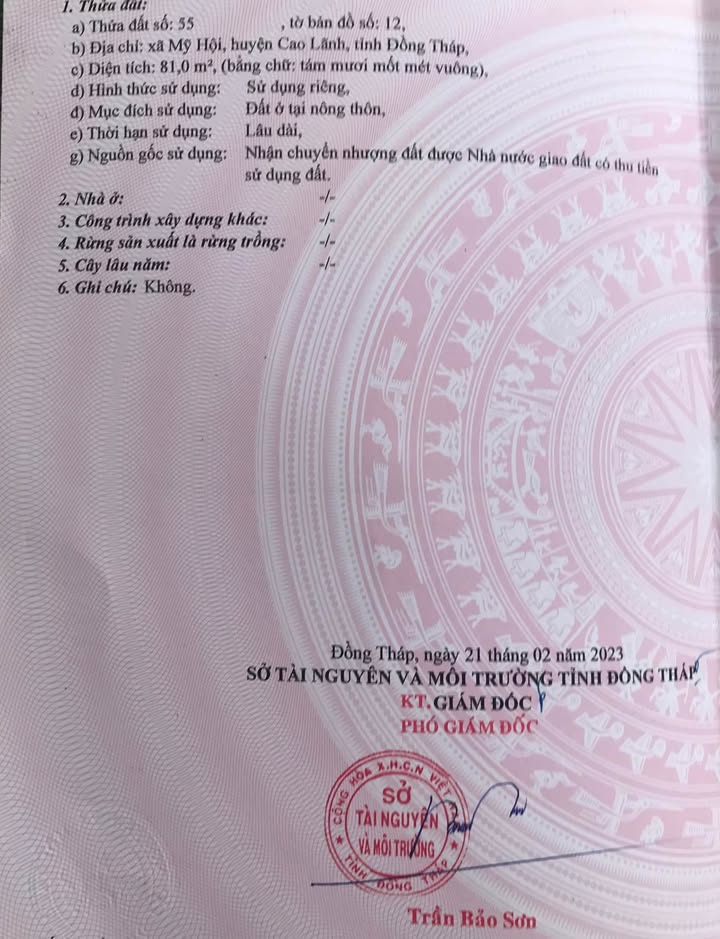 1. Thửa đất:
a) Thửa đất số: 55 , tờ bản đồ số: 12,
b) Địa chỉ: xã Mỹ Hội, huyện Cao Lãnh, tỉnh Đồng Tháp,
c) Diện tích: 81,0 m², (bằng chữ: tám mươi mốt mét vuông),
d) Hình thức sử dụng: Sử dụng riêng,
đ) Mục đích sử dụng: Đất ở tại nông thôn,
e) Thời hạn sử dụng: Lâu dài,
g) Nguồn gốc sử dụng: Nhận chuyển nhượng đất được Nhà nước giao đất có thu tiền
sử dụng đất.
2. Nhà ở: -/-
3. Công trình xây dựng khác: -/-
4. Rừng sản xuất là rừng trồng: -/-
5. Cây lâu năm: -/-
6. Ghi chú: Không.
Đồng Tháp, ngày 21 tháng 02 năm 2023
SỞ TÀI NGUYÊN VÀ MÔI TRƯỜNG TỈNH ĐỒNG THÁP
KT. GIÁM ĐỐC
PHÓ GIÁM ĐỐC
CỘNG HÒA X.H.C.N VIỆT
SỞ
TÀI NGUYÊN
VÀ MÔI TRƯỜNG
TỈNH ĐỒNG THÁP
Trần Bảo Sơn